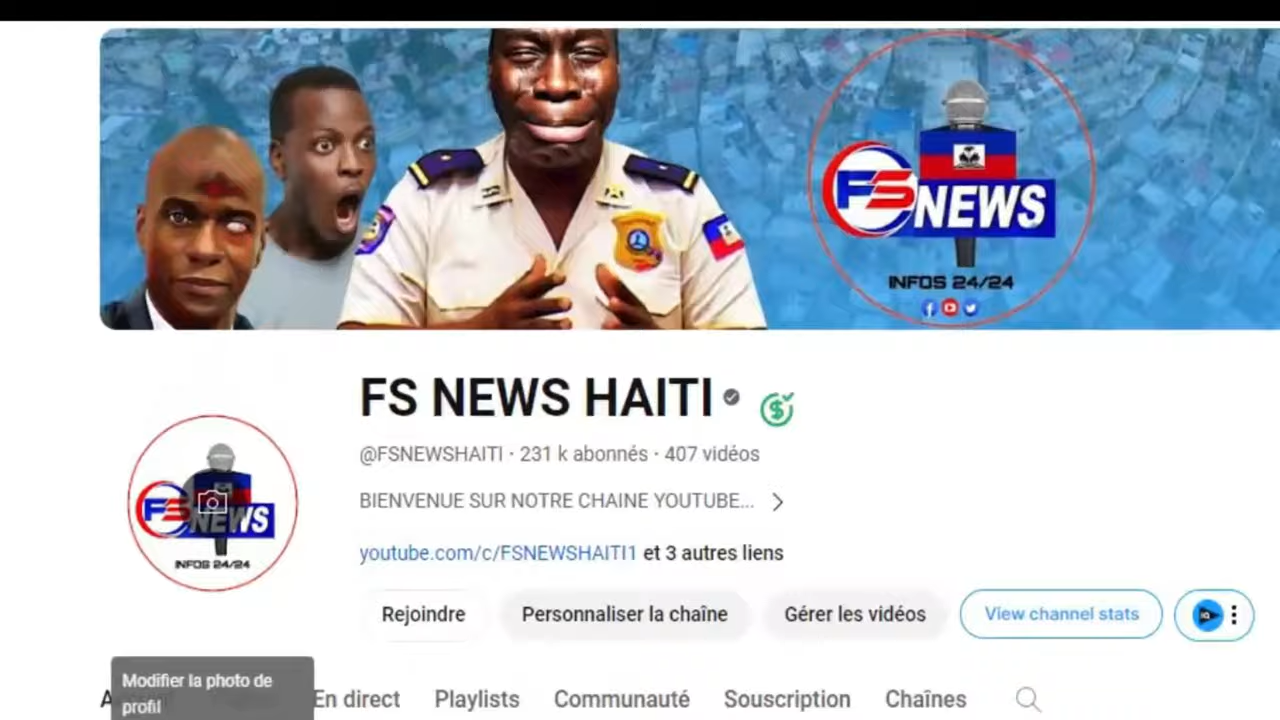 FS NEWS
INFOS 24/24
FS NEWS HAITI
@FSNEWSHAITI · 231 k abonnés · 407 vidéos
BIENVENUE SUR NOTRE CHAINE YOUTUBE...
FS NEWS
INFOS 24/24
youtube.com/c/FSNEWSHAITI1 et 3 autres liens
Rejoindre
Personnaliser la chaîne
Gérer les vidéos
View channel stats
Modifier la photo de
profil
En direct
Playlists
Communauté
Souscription
Chaînes